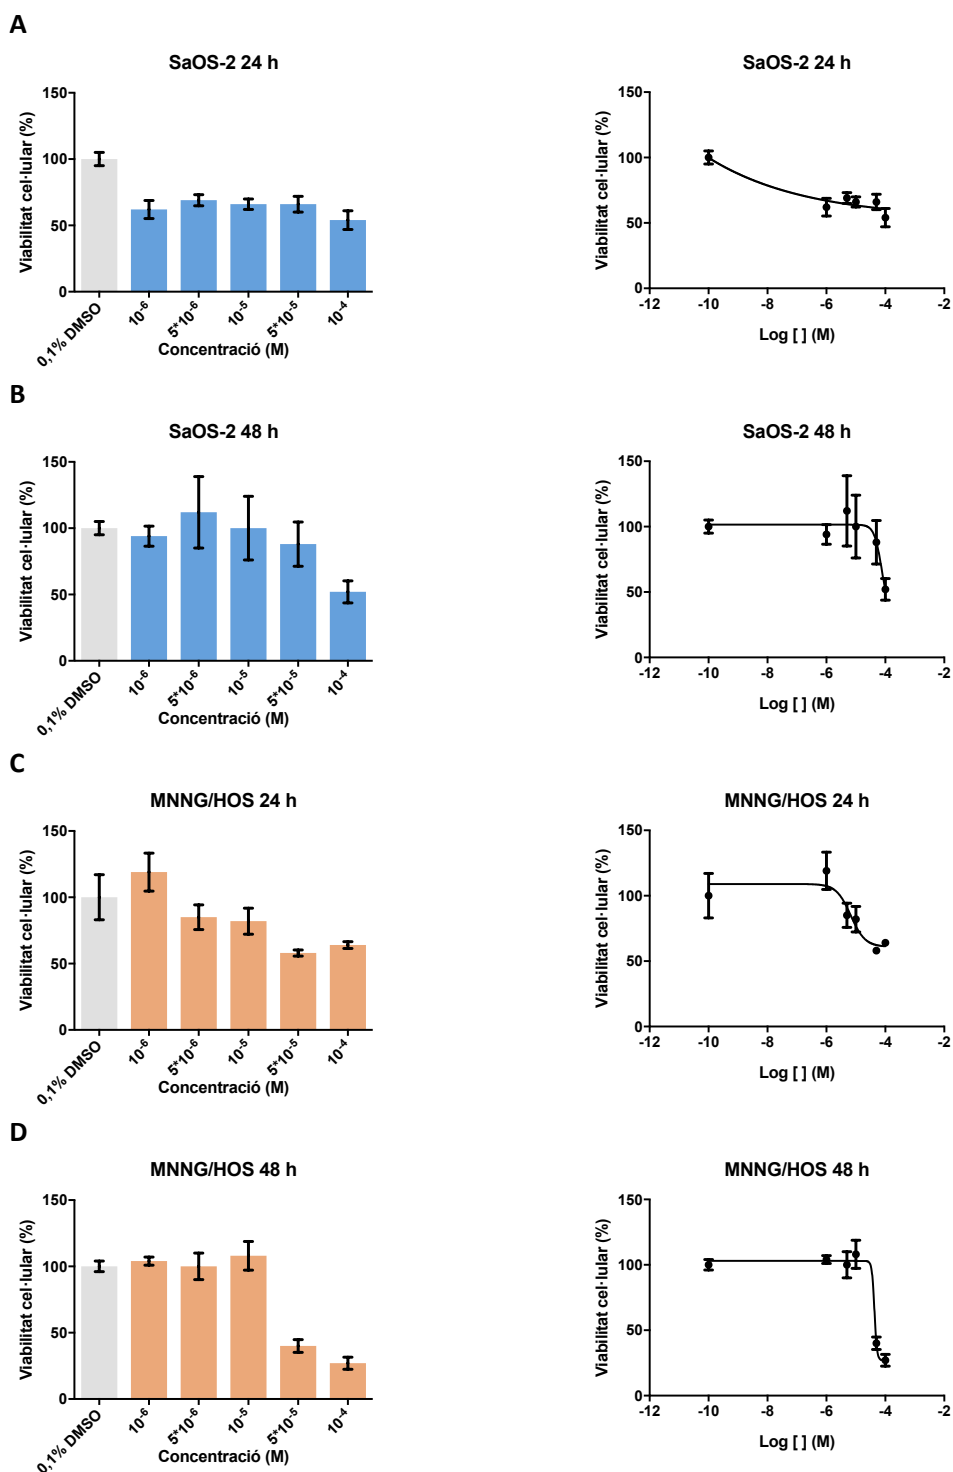 A
SaOS-2 24 h
Viabilitat cel·lular (%)
150
100
50
0
0,1% DMSO
10⁻⁶
5*10⁻⁶
10⁻⁵
5*10⁻⁵
10⁻⁴
Concentració (M)
SaOS-2 24 h
Viabilitat cel·lular (%)
150
100
50
0
-12 -10 -8 -6 -4 -2
Log [ ] (M)
B
SaOS-2 48 h
Viabilitat cel·lular (%)
150
100
50
0
0,1% DMSO
10⁻⁶
5*10⁻⁶
10⁻⁵
5*10⁻⁵
10⁻⁴
Concentració (M)
SaOS-2 48 h
Viabilitat cel·lular (%)
150
100
50
0
-12 -10 -8 -6 -4 -2
Log [ ] (M)
C
MNNG/HOS 24 h
Viabilitat cel·lular (%)
150
100
50
0
0,1% DMSO
10⁻⁶
5*10⁻⁶
10⁻⁵
5*10⁻⁵
10⁻⁴
Concentració (M)
MNNG/HOS 24 h
Viabilitat cel·lular (%)
150
100
50
0
-12 -10 -8 -6 -4 -2
Log [ ] (M)
D
MNNG/HOS 48 h
Viabilitat cel·lular (%)
150
100
50
0
0,1% DMSO
10⁻⁶
5*10⁻⁶
10⁻⁵
5*10⁻⁵
10⁻⁴
Concentració (M)
MNNG/HOS 48 h
Viabilitat cel·lular (%)
150
100
50
0
-12 -10 -8 -6 -4 -2
Log [ ] (M)